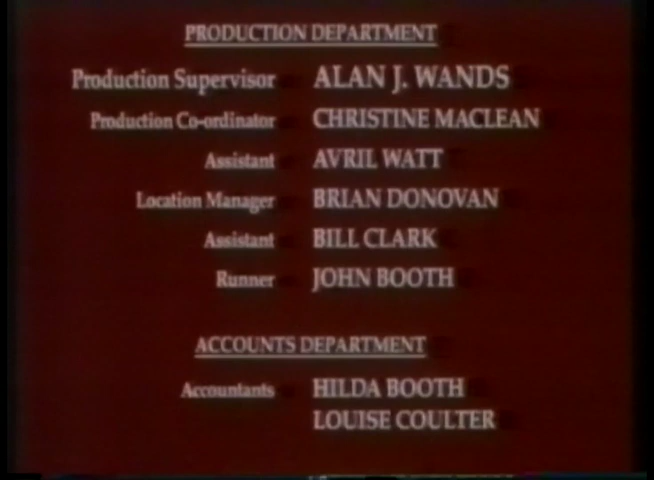 PRODUCTION DEPARTMENT
Production Supervisor ALAN J. WANDS
Production Co-ordinator CHRISTINE MACLEAN
Assistant AVRIL WATT
Location Manager BRIAN DONOVAN
Assistant BILL CLARK
Runner JOHN BOOTH
ACCOUNTS DEPARTMENT
Accountants HILDA BOOTH
LOUISE COULTER